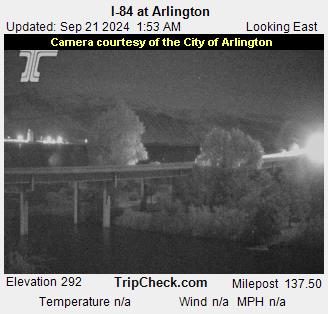 I-84 at Arlington
Updated: Sep 21 2024 1:53 AM Looking East
Camera courtesy of the City of Arlington
Elevation 292 TripCheck.com Milepost 137.50
Temperature n/a Wind n/a MPH n/a